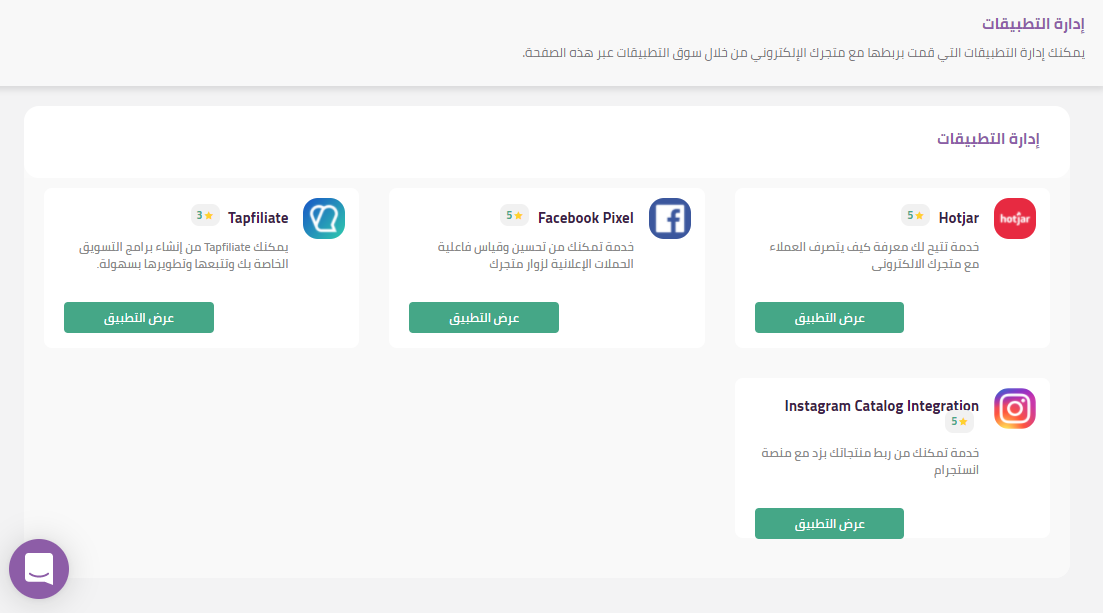 إدارة التطبيقات
يمكنك إدارة التطبيقات التي قمت بربطها مع متجرك الإلكتروني من خلال سوق التطبيقات عبر هذه الصفحة.
إدارة التطبيقات
hotjar
Hotjar
5
خدمة تتيح لك معرفة كيف يتصرف العملاء
مع متجرك الالكترونى
عرض التطبيق
Facebook Pixel
5
خدمة تمكنك من تحسين وقياس فاعلية
الحملات الإعلانية لزوار متجرك
عرض التطبيق
Tapfiliate
3
يمكنك Tapfiliate من إنشاء برامج التسويق
الخاصة بك وتتبعها وتطويرها بسهولة.
عرض التطبيق
Instagram Catalog Integration
5
خدمة تمكنك من ربط منتجاتك بزد مع منصة
انستجرام
عرض التطبيق